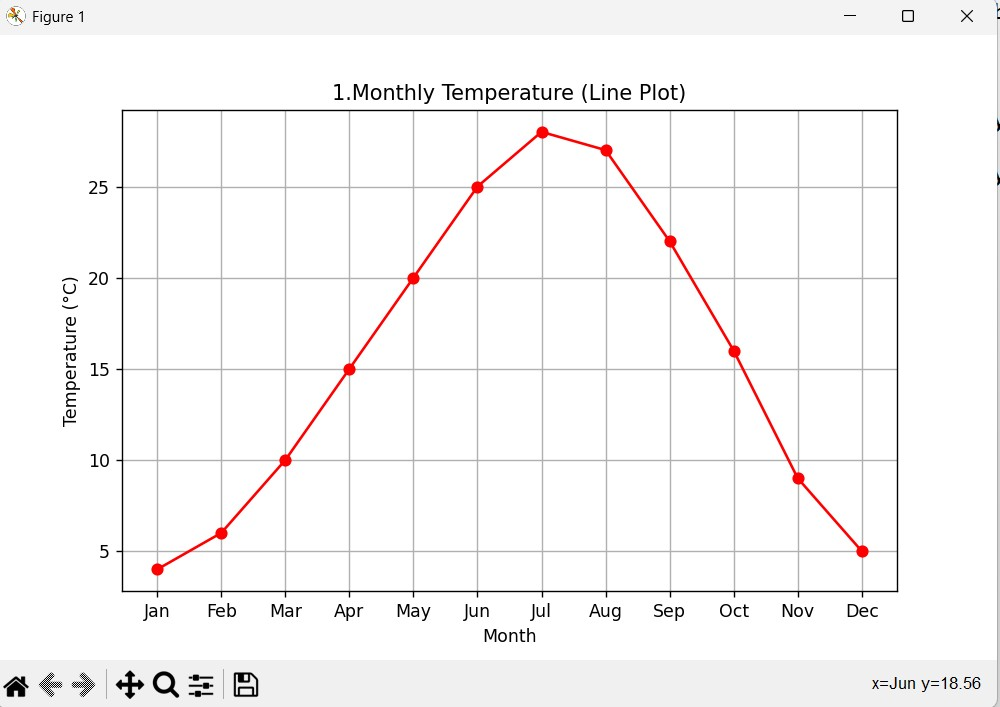 Figure 1
1.Monthly Temperature (Line Plot)
Temperature (°C)
25
20
15
10
5
Jan Feb Mar Apr May Jun Jul Aug Sep Oct Nov Dec
Month
x=Jun y=18.56